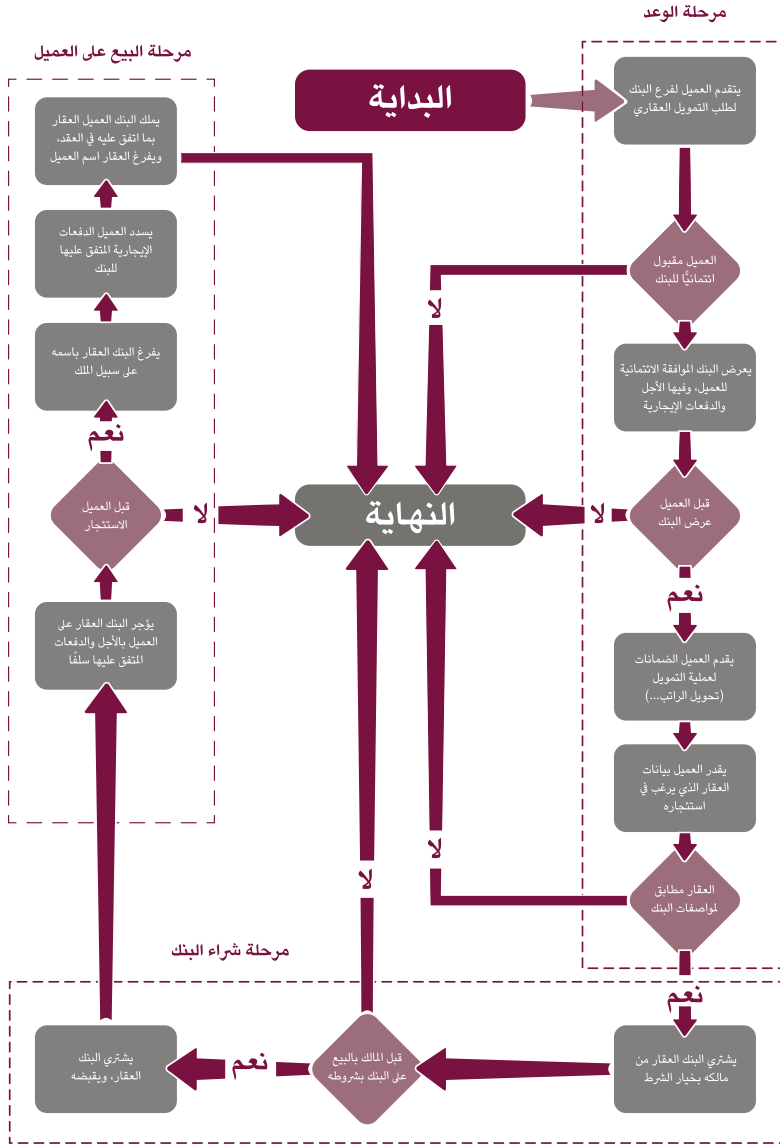 مرحلة الوعد
البداية
يتقدم العميل لفرع البنك
لطلب التمويل العقاري
العميل مقبول
ائتمانيًّا للبنك
لا
يعرض البنك الموافقة الائتمانية
للعميل، وفيها الأجل
والدفعات الإيجارية
قبل العميل
عرض البنك
لا
نعم
يقدم العميل الضمانات
لعملية التمويل
(تحويل الراتب...)
يقدر العميل بيانات
العقار الذي يرغب في
استئجاره
العقار مطابق
لمواصفات البنك
لا
نعم
مرحلة شراء البنك
يشتري البنك العقار من
مالكه بخيار الشرط
قبل المالك بالبيع
على البنك بشروطه
لا
نعم
يشتري البنك
العقار، ويقبضه
مرحلة البيع على العميل
يؤجر البنك العقار على
العميل بالأجل والدفعات
المتفق عليها سلفًا
قبل العميل
الاستئجار
لا
نعم
يفرغ البنك العقار باسمه
على سبيل الملك
يسدد العميل الدفعات
الإيجارية المتفق عليها
للبنك
يملك البنك العميل العقار
بما اتفق عليه في العقد،
ويفرغ العقار اسم العميل
النهاية